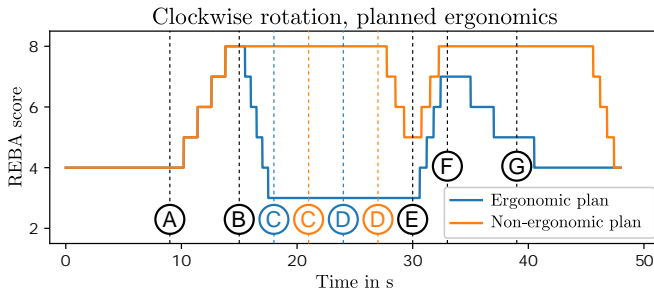 Clockwise rotation, planned ergonomics
REBA score
8
6
4
2
A B C C D D E F G
Ergonomic plan
Non-ergonomic plan
0 10 20 30 40 50
Time in s